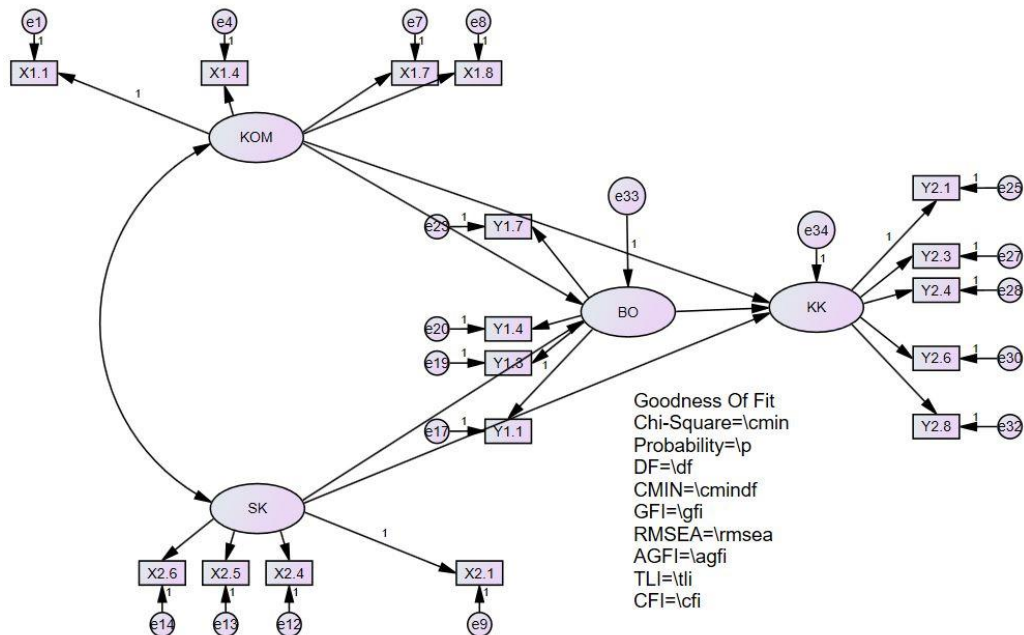 e1
e4
e7
e8
1
1
1
1
X1.1
X1.4
X1.7
X1.8
1
KOM
Y2.1
1
e25
e33
e23
1
Y1.7
e34
1
1
1
Y2.3
1
e27
Y2.4
1
e28
BO
KK
e20
1
Y1.4
e19
1
Y1.3
1
Y2.6
1
e30
Goodness Of Fit
Chi-Square=\cmin
Probability=\p
DF=\df
CMIN=\cmindf
GFI=\gfi
RMSEA=\rmsea
AGFI=\agfi
TLI=\tli
CFI=\cfi
e17
1
Y1.1
Y2.8
1
e32
SK
1
X2.6
X2.5
X2.4
X2.1
1
1
1
1
e14
e13
e12
e9